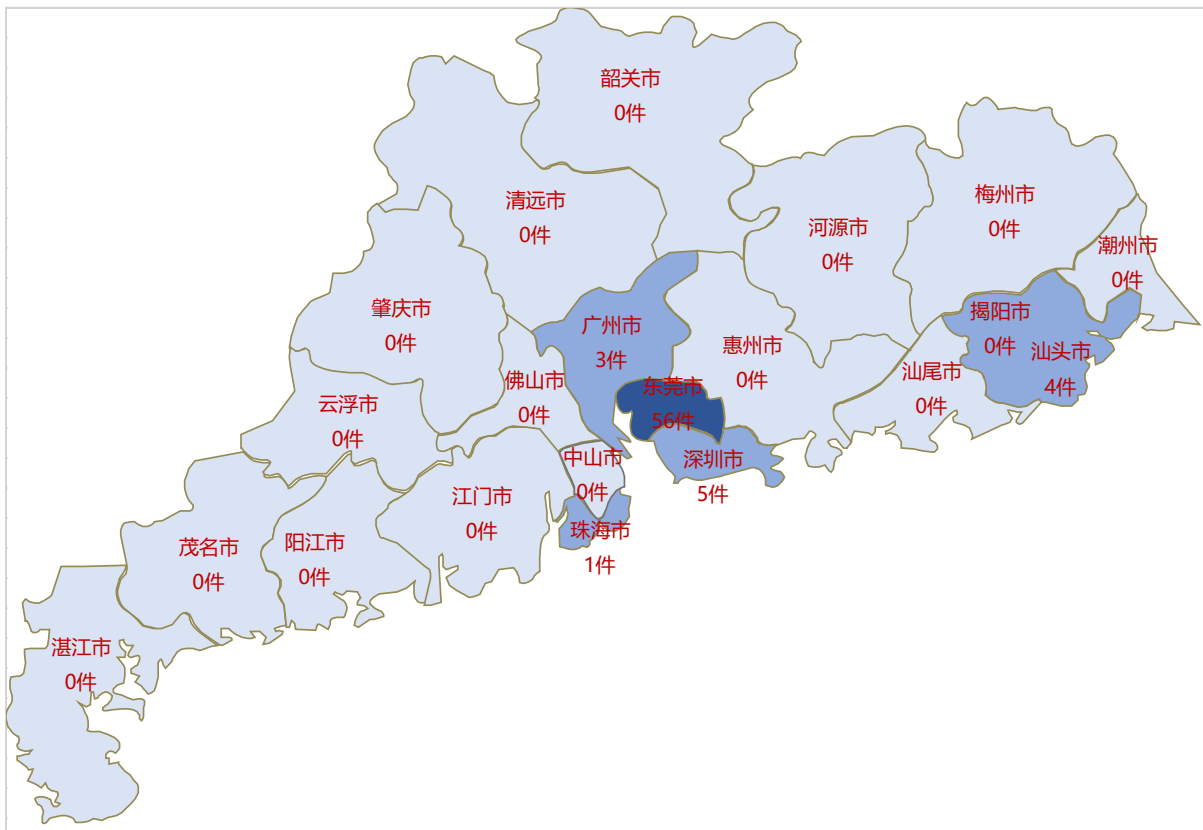 韶关市
0件
清远市
0件
梅州市
0件
河源市
0件
潮州市
0件
肇庆市
0件
广州市
3件
揭阳市
0件
惠州市
0件
汕头市
4件
佛山市
0件
东莞市
56件
汕尾市
0件
云浮市
0件
中山市
0件
深圳市
5件
江门市
0件
珠海市
1件
茂名市
0件
阳江市
0件
湛江市
0件